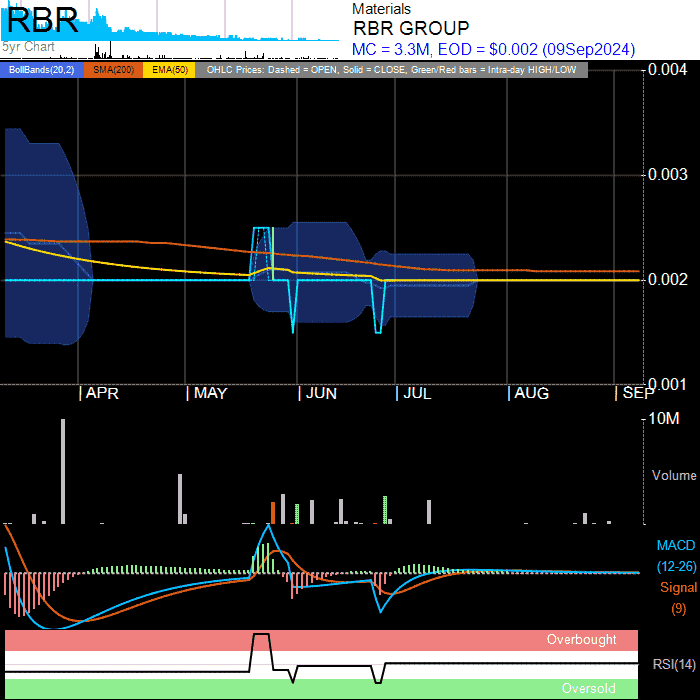 RBR
5yr Chart
Materials
RBR GROUP
MC = 3.3M, EOD = $0.002 (09Sep2024)
BollBands(20,2) SMA(200) EMA(50) OHLC Prices: Dashed = OPEN, Solid = CLOSE, Green/Red bars = Intra-day HIGH/LOW
0.004
0.003
0.002
0.001
APR MAY JUN JUL AUG SEP
10M
Volume
MACD
(12-26)
Signal
(9)
Overbought
RSI(14)
Oversold